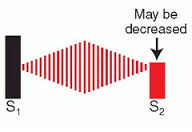 May be
decreased
S₁
S₂